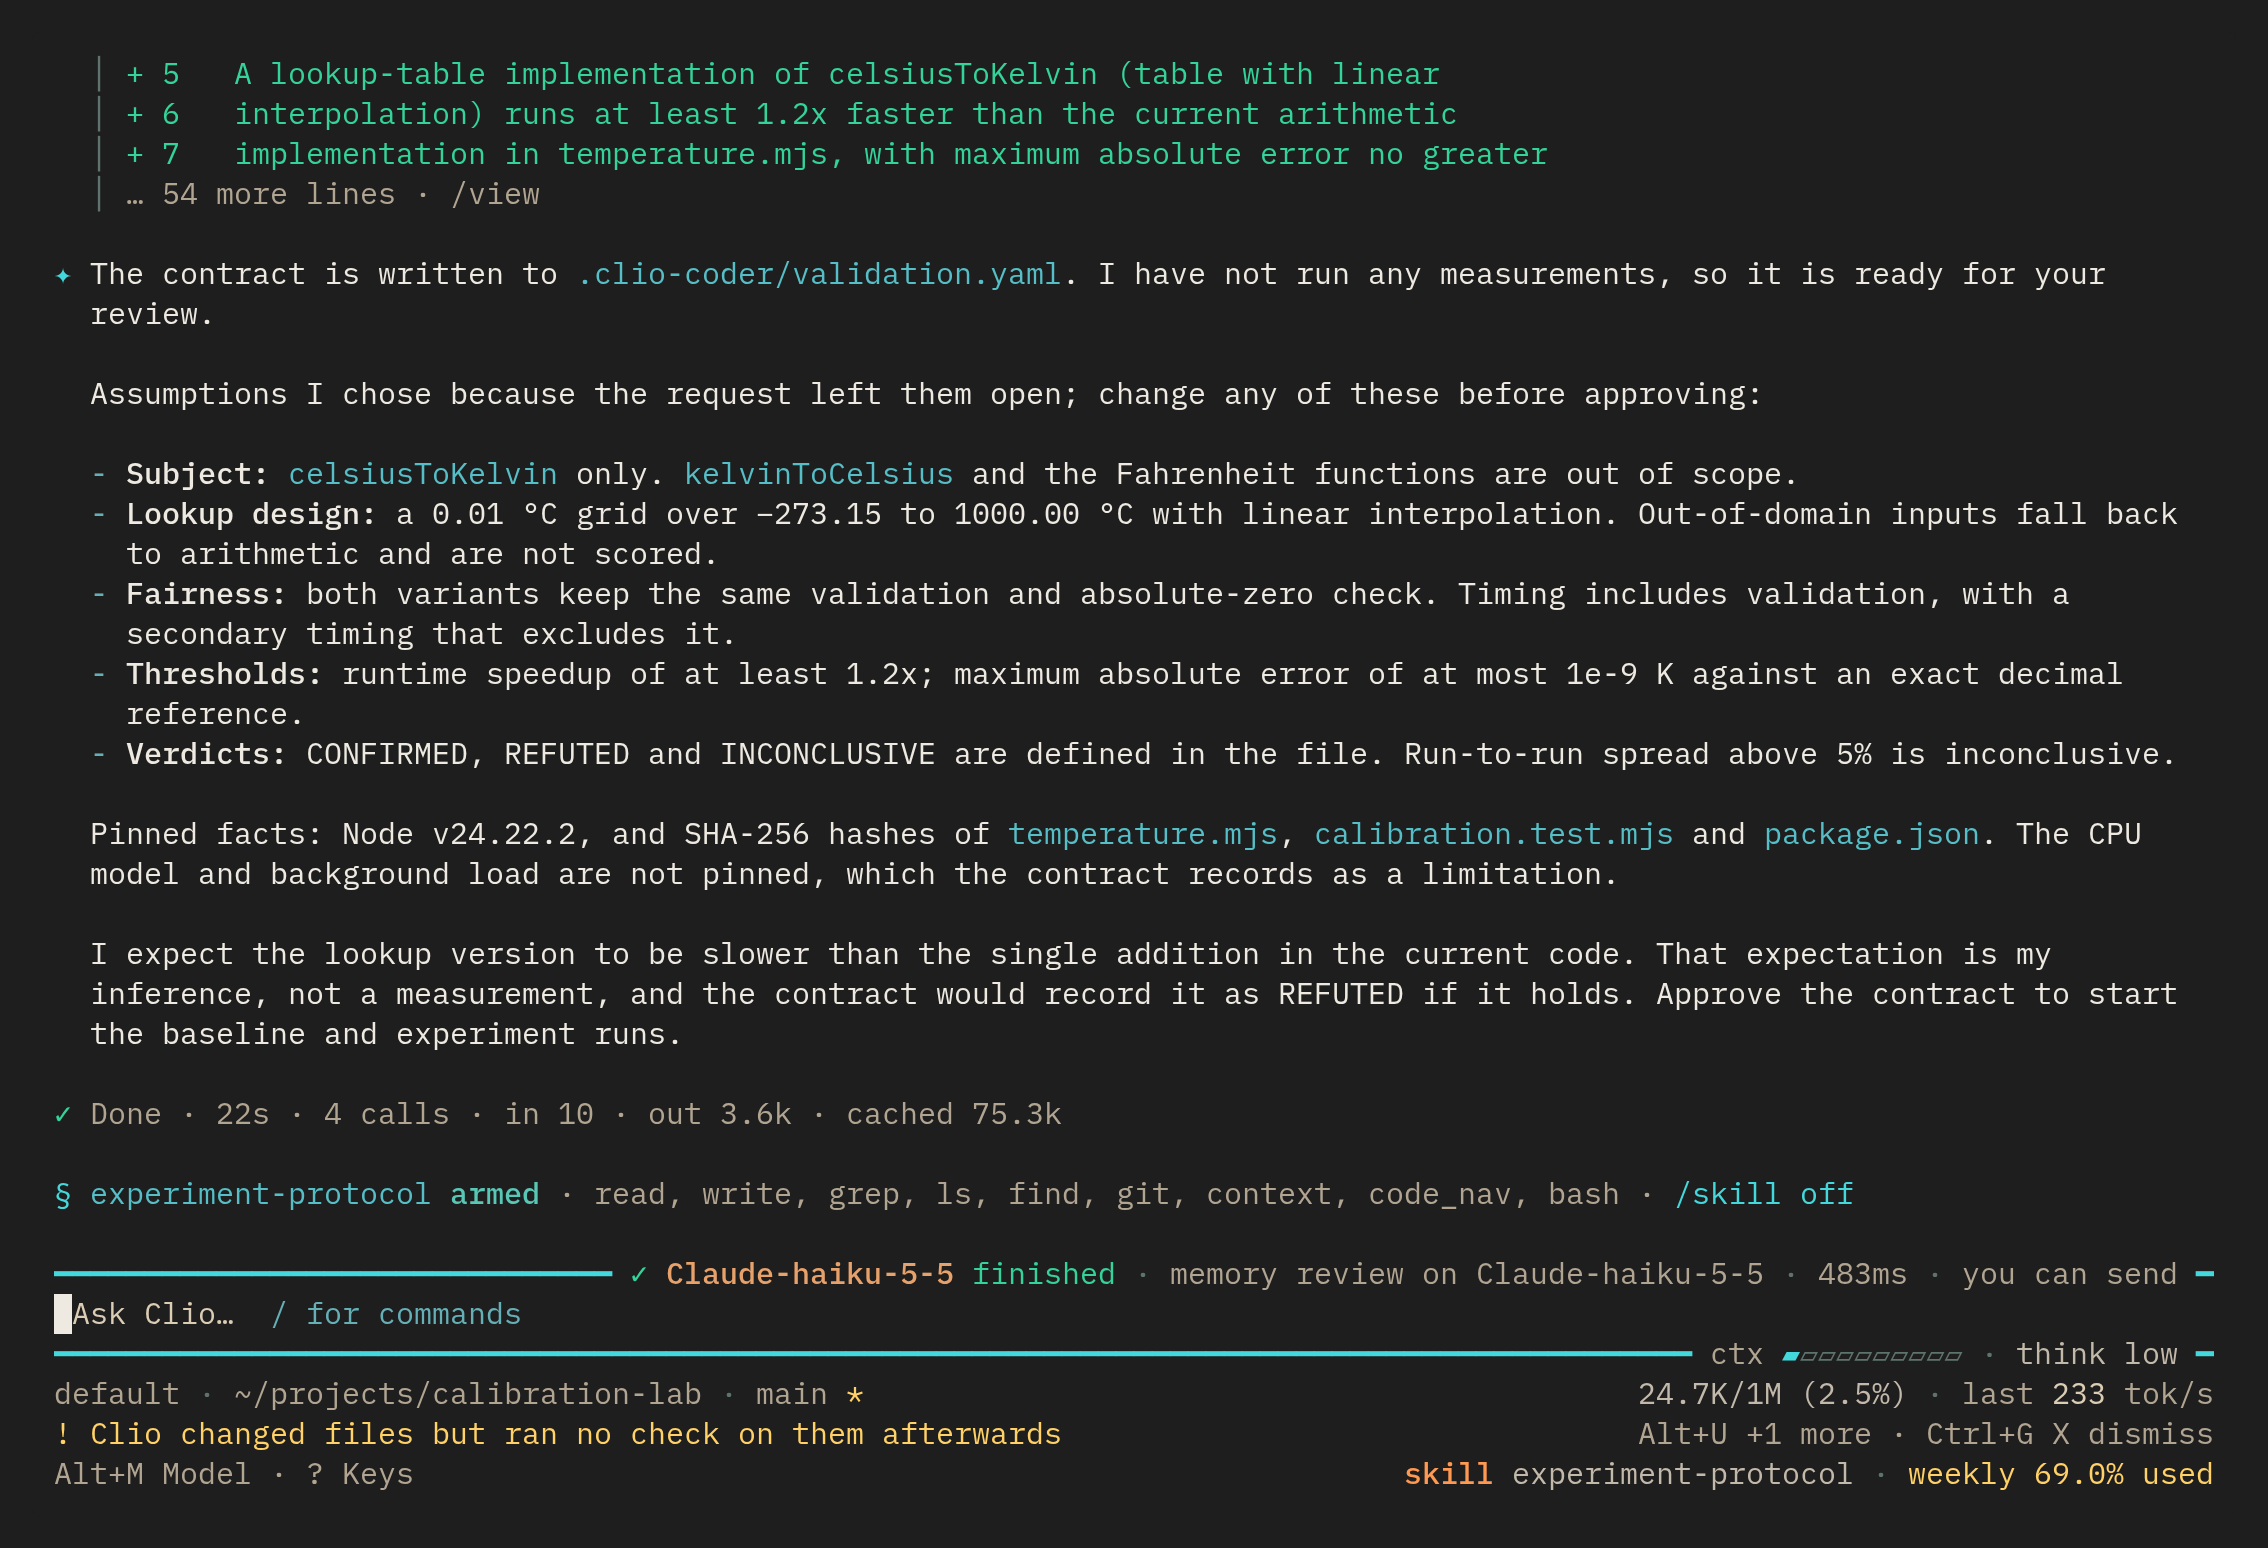 + 5   A lookup-table implementation of celsiusToKelvin (table with linear
+ 6   interpolation) runs at least 1.2x faster than the current arithmetic
+ 7   implementation in temperature.mjs, with maximum absolute error no greater
… 54 more lines · /view
✦ The contract is written to .clio-coder/validation.yaml. I have not run any measurements, so it is ready for your
review.
Assumptions I chose because the request left them open; change any of these before approving:
- Subject: celsiusToKelvin only. kelvinToCelsius and the Fahrenheit functions are out of scope.
- Lookup design: a 0.01 °C grid over −273.15 to 1000.00 °C with linear interpolation. Out-of-domain inputs fall back
to arithmetic and are not scored.
- Fairness: both variants keep the same validation and absolute-zero check. Timing includes validation, with a
secondary timing that excludes it.
- Thresholds: runtime speedup of at least 1.2x; maximum absolute error of at most 1e-9 K against an exact decimal
reference.
- Verdicts: CONFIRMED, REFUTED and INCONCLUSIVE are defined in the file. Run-to-run spread above 5% is inconclusive.
Pinned facts: Node v24.22.2, and SHA-256 hashes of temperature.mjs, calibration.test.mjs and package.json. The CPU
model and background load are not pinned, which the contract records as a limitation.
I expect the lookup version to be slower than the single addition in the current code. That expectation is my
inference, not a measurement, and the contract would record it as REFUTED if it holds. Approve the contract to start
the baseline and experiment runs.
✓ Done · 22s · 4 calls · in 10 · out 3.6k · cached 75.3k
§ experiment-protocol armed · read, write, grep, ls, find, git, context, code_nav, bash · /skill off
✓ Claude-haiku-5-5 finished · memory review on Claude-haiku-5-5 · 483ms · you can send
Ask Clio…  / for commands
ctx ▰▱▱▱▱▱▱▱▱▱ · think low
default · ~/projects/calibration-lab · main *
24.7K/1M (2.5%) · last 233 tok/s
! Clio changed files but ran no check on them afterwards
Alt+U +1 more · Ctrl+G X dismiss
Alt+M Model · ? Keys
skill experiment-protocol · weekly 69.0% used